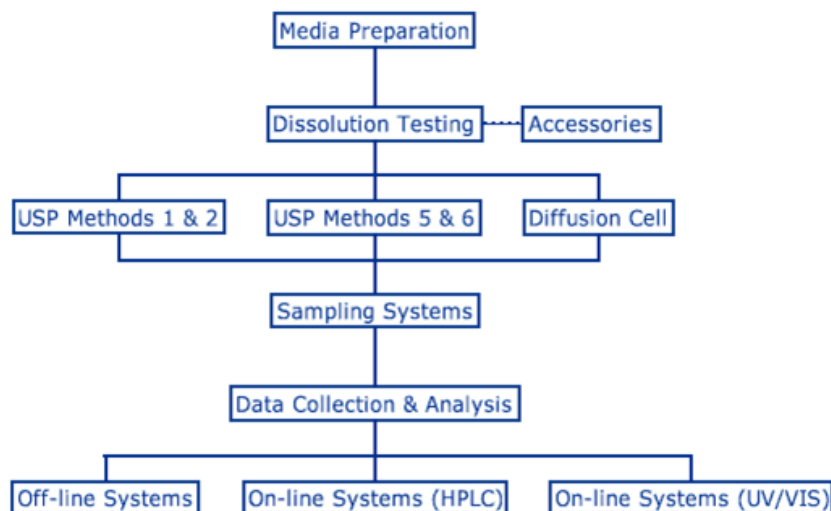 Media Preparation
Dissolution Testing
Accessories
USP Methods 1 & 2
USP Methods 5 & 6
Diffusion Cell
Sampling Systems
Data Collection & Analysis
Off-line Systems
On-line Systems (HPLC)
On-line Systems (UV/VIS)